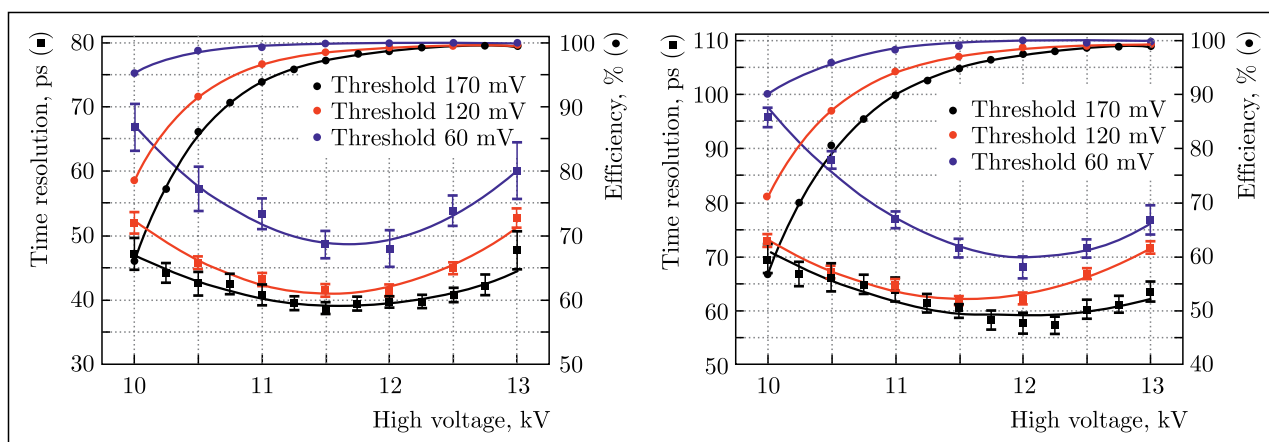 Time resolution, ps (■)
80
70
60
50
40
30
Threshold 170 mV
Threshold 120 mV
Threshold 60 mV
100
90
80
70
60
50
Efficiency, % (●)
10 11 12 13
High voltage, kV
Time resolution, ps (■)
110
100
90
80
70
60
50
Threshold 170 mV
Threshold 120 mV
Threshold 60 mV
100
90
80
70
60
50
40
Efficiency, % (●)
10 11 12 13
High voltage, kV